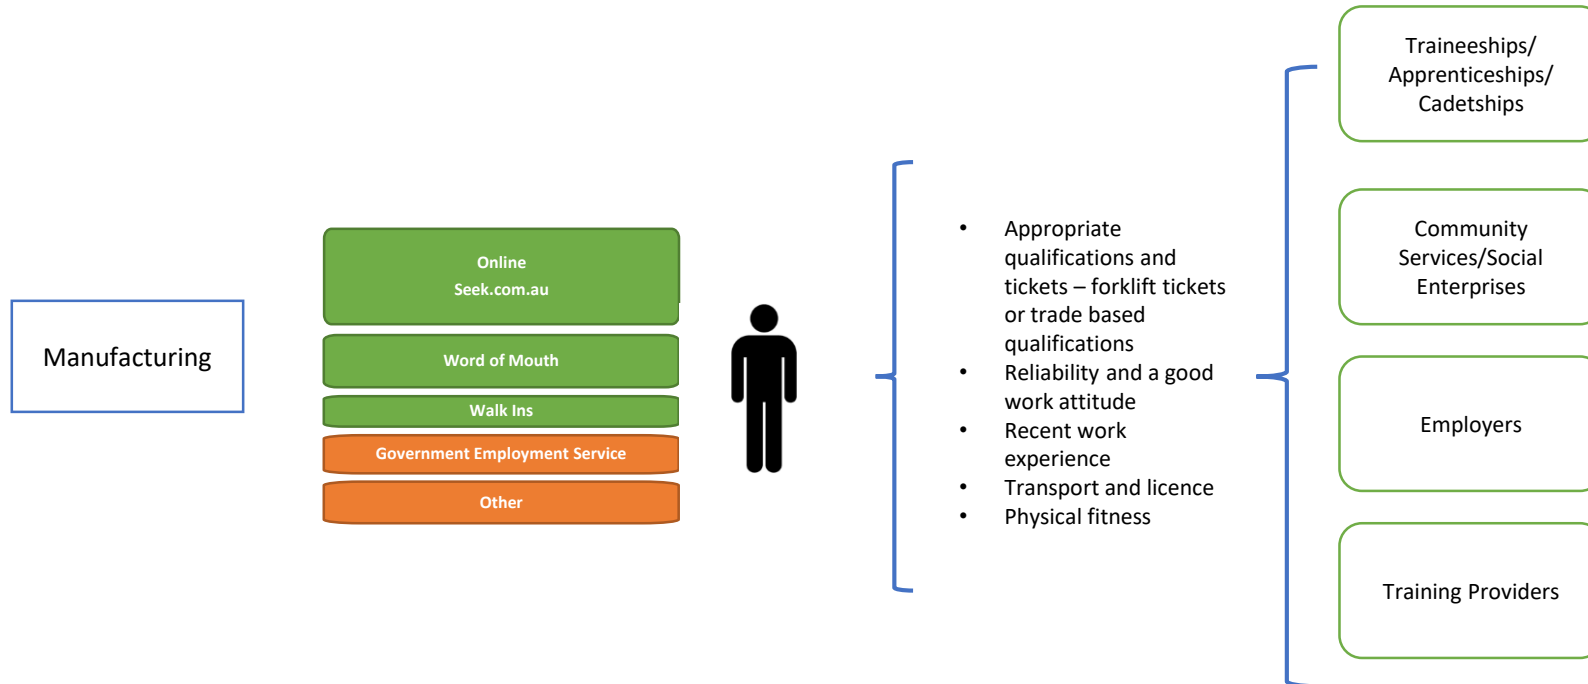 Manufacturing
Online
Seek.com.au
Word of Mouth
Walk Ins
Government Employment Service
Other
• Appropriate
qualifications and
tickets – forklift tickets
or trade based
qualifications
• Reliability and a good
work attitude
• Recent work
experience
• Transport and licence
• Physical fitness
Traineeships/
Apprenticeships/
Cadetships
Community
Services/Social
Enterprises
Employers
Training Providers